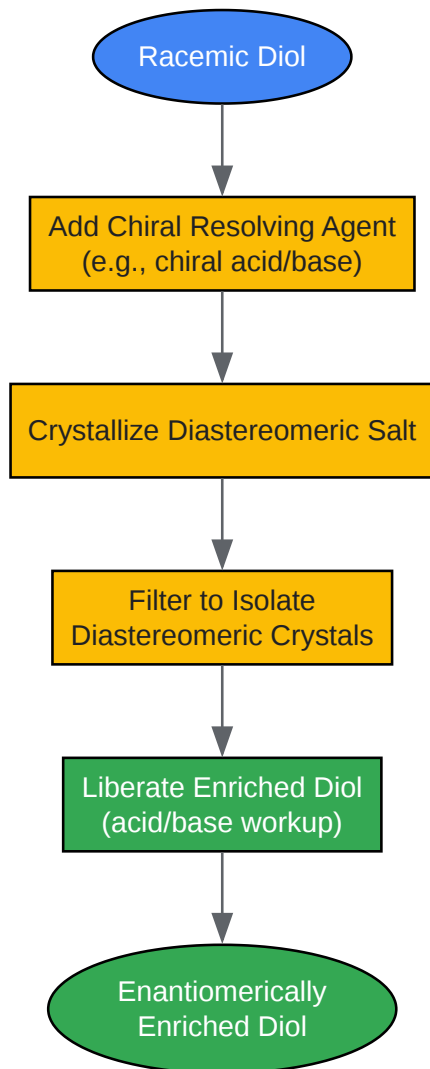 Racemic Diol
Add Chiral Resolving Agent
(e.g., chiral acid/base)
Crystallize Diastereomeric Salt
Filter to Isolate
Diastereomeric Crystals
Liberate Enriched Diol
(acid/base workup)
Enantiomerically
Enriched Diol